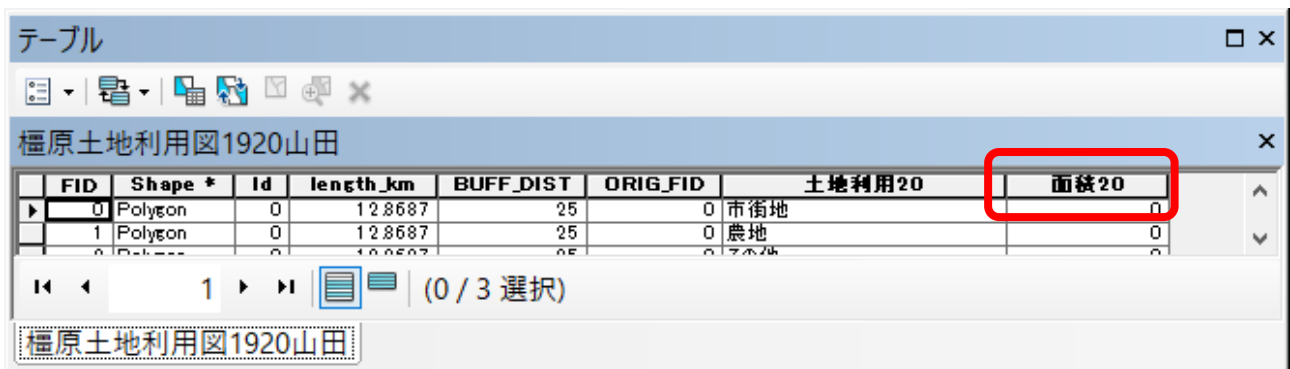 テーブル
橿原土地利用図1920山田
FID Shape * Id length_km BUFF_DIST ORIG_FID 土地利用20 面積20
0 Polygon 0 12.8687 25 0 市街地 0
1 Polygon 0 12.8687 25 0 農地 0
1 (0 / 3 選択)
橿原土地利用図1920山田